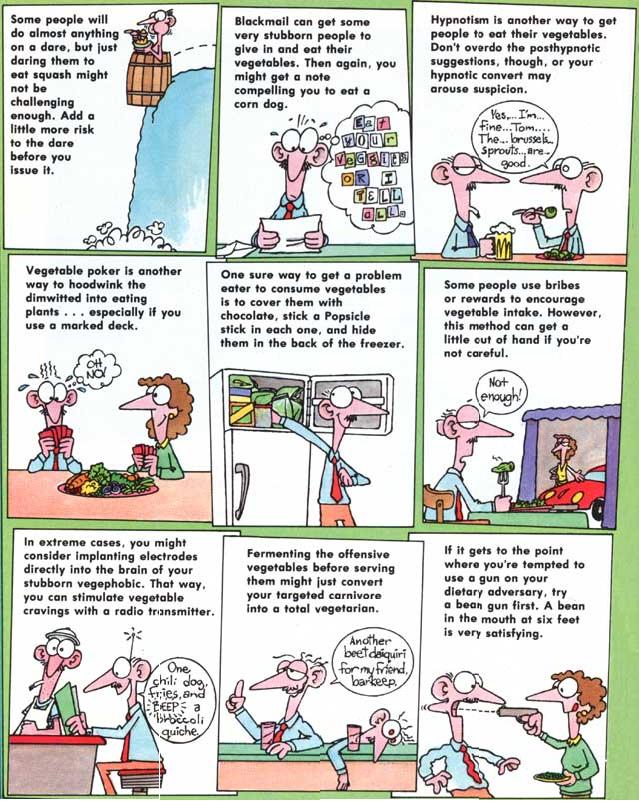 Some people will
do almost anything
on a dare, but just
daring them to
eat squash might
not be
challenging
enough. Add a
little more risk
to the dare
before you
issue it.
Blackmail can get some
very stubborn people to
give in and eat their
vegetables. Then again, you
might get a note
compelling you to eat a
corn dog.
Eat
your
veggies
OR I
TELL
all.
Hypnotism is another way to get
people to eat their vegetables.
Don't overdo the posthypnotic
suggestions, though, or your
hypnotic convert may
arouse suspicion.
Yes,... I'm...
fine...Tom....
The...brussels...
sprouts...are...
good.
Vegetable poker is another
way to hoodwink the
dimwitted into eating
plants . . . especially if you
use a marked deck.
OH
NO!
One sure way to get a problem
eater to consume vegetables
is to cover them with
chocolate, stick a Popsicle
stick in each one, and hide
them in the back of the freezer.
Some people use bribes
or rewards to encourage
vegetable intake. However,
this method can get a
little out of hand if you're
not careful.
Not
enough!
In extreme cases, you might
consider implanting electrodes
directly into the brain of your
stubborn vegephobic. That way,
you can stimulate vegetable
cravings with a radio transmitter.
One
chili dog,
fries, and
BEEP a
broccoli
quiche.
Fermenting the offensive
vegetables before serving
them might just convert
your targeted carnivore
into a total vegetarian.
Another
beet daiquiri
for my friend,
barkeep.
If it gets to the point
where you're tempted to
use a gun on your
dietary adversary, try
a bean gun first. A bean
in the mouth at six feet
is very satisfying.